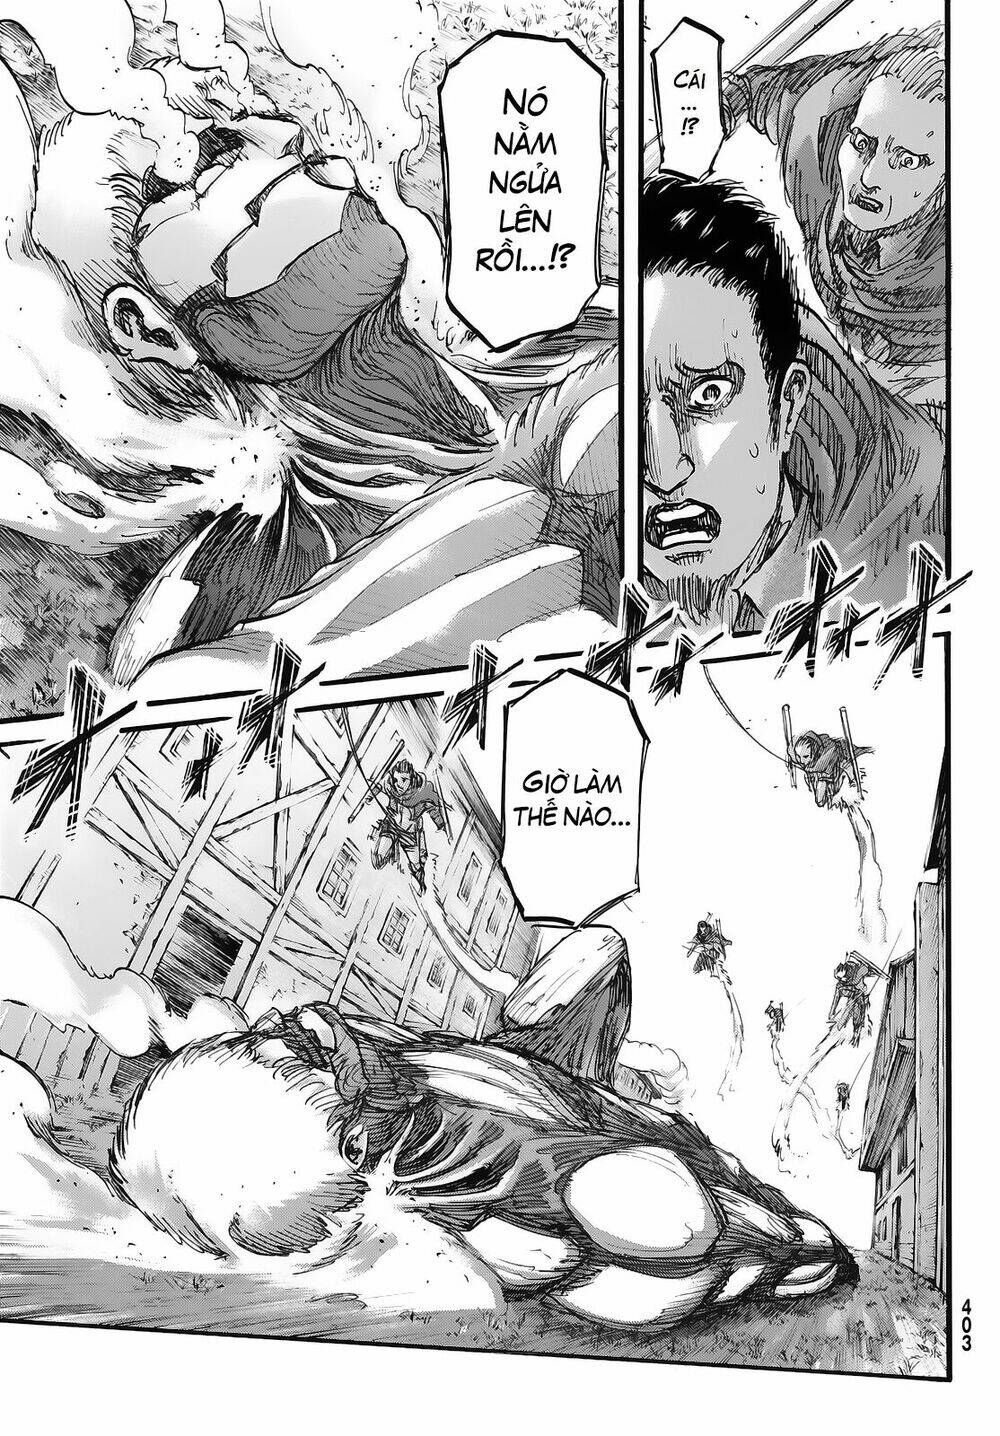 CÁI
...
!?
NÓ
NẰM
NGỬA
LÊN
RỒI...!?
GIỜ LÀM
THẾ NÀO...
403